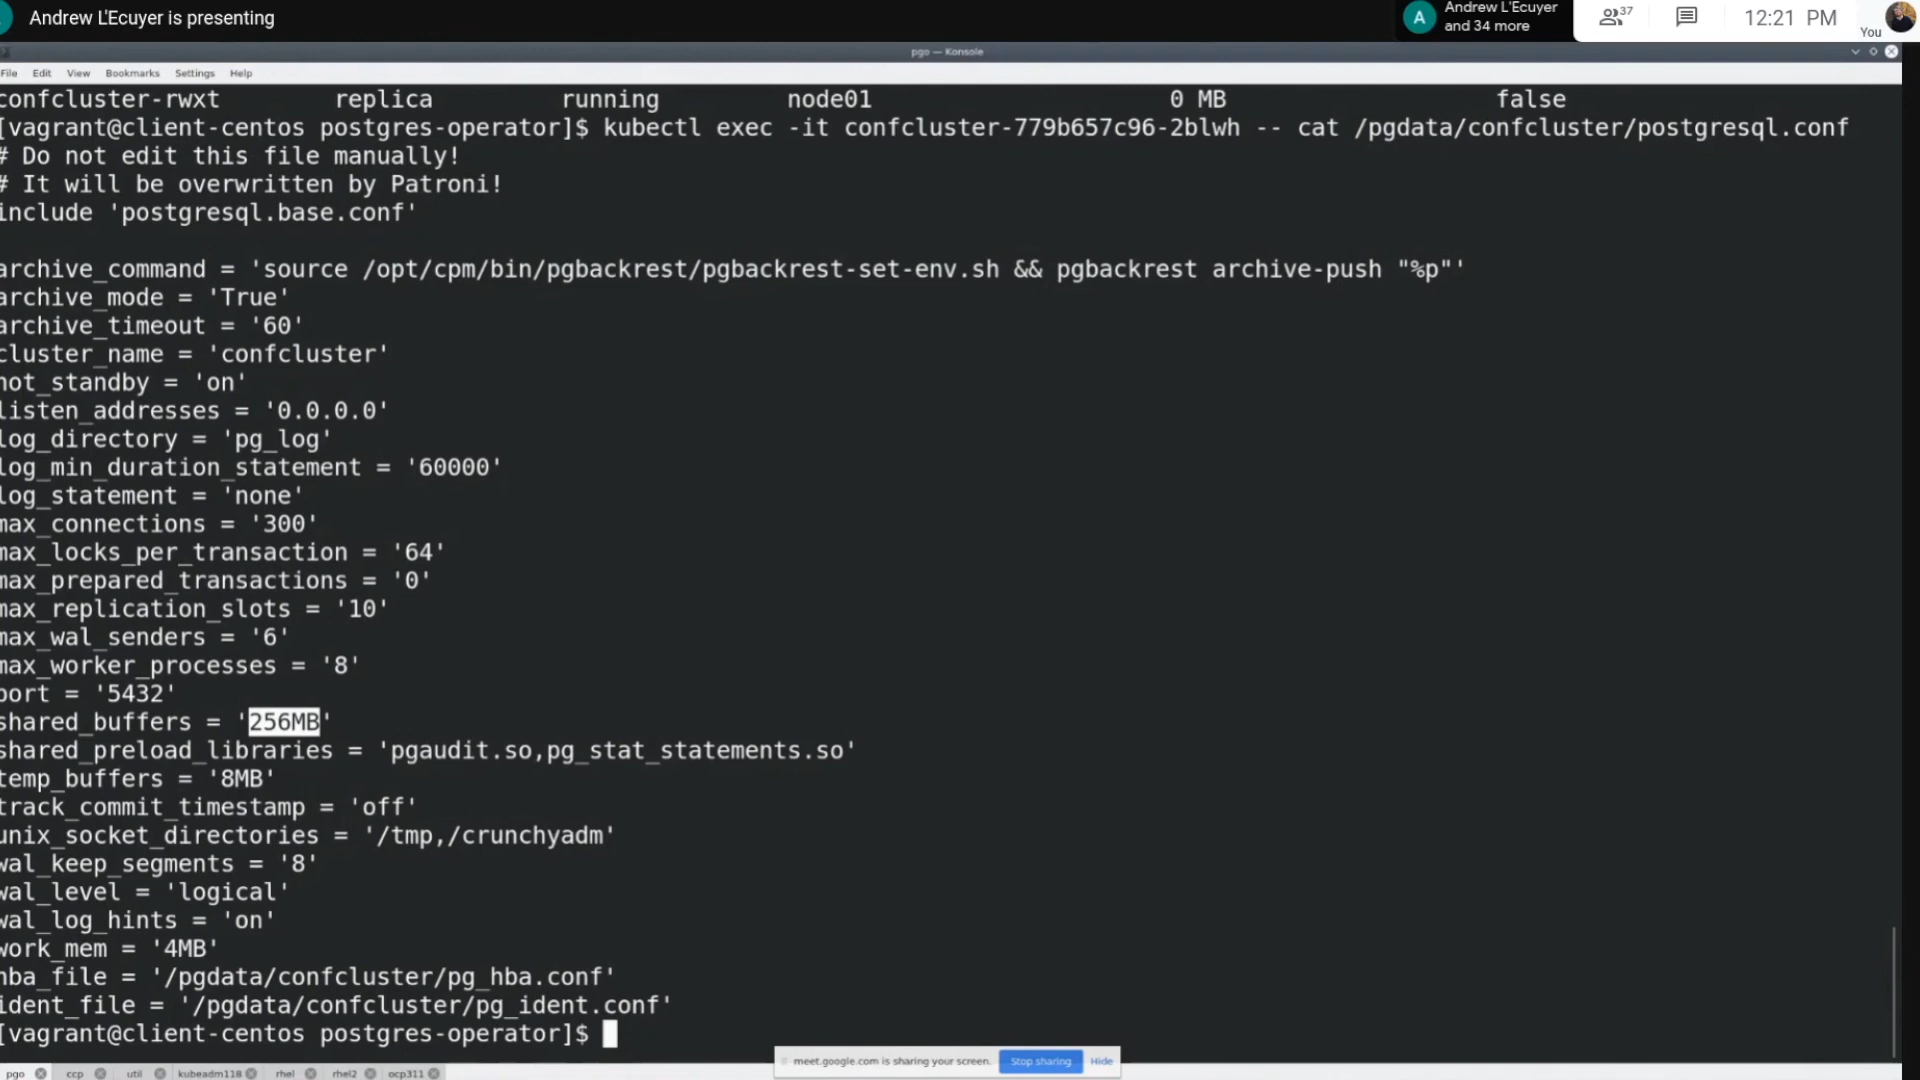 Andrew L'Ecuyer is presenting
A
Andrew L'Ecuyer
and 34 more
37
12:21 PM
You
pgo — Konsole
File Edit View Bookmarks Settings Help
confcluster-rwxt replica running node01 0 MB false
[vagrant@client-centos postgres-operator]$ kubectl exec -it confcluster-779b657c96-2blwh -- cat /pgdata/confcluster/postgresql.conf
# Do not edit this file manually!
# It will be overwritten by Patroni!
include 'postgresql.base.conf'
archive_command = 'source /opt/cpm/bin/pgbackrest/pgbackrest-set-env.sh && pgbackrest archive-push "%p"'
archive_mode = 'True'
archive_timeout = '60'
cluster_name = 'confcluster'
hot_standby = 'on'
listen_addresses = '0.0.0.0'
log_directory = 'pg_log'
log_min_duration_statement = '60000'
log_statement = 'none'
max_connections = '300'
max_locks_per_transaction = '64'
max_prepared_transactions = '0'
max_replication_slots = '10'
max_wal_senders = '6'
max_worker_processes = '8'
port = '5432'
shared_buffers = '256MB'
shared_preload_libraries = 'pgaudit.so,pg_stat_statements.so'
temp_buffers = '8MB'
track_commit_timestamp = 'off'
unix_socket_directories = '/tmp,/crunchyadm'
wal_keep_segments = '8'
wal_level = 'logical'
wal_log_hints = 'on'
work_mem = '4MB'
hba_file = '/pgdata/confcluster/pg_hba.conf'
ident_file = '/pgdata/confcluster/pg_ident.conf'
[vagrant@client-centos postgres-operator]$
meet.google.com is sharing your screen. Stop sharing Hide
pgo ccp util kubeadm118 rhel rhel2 ocp311